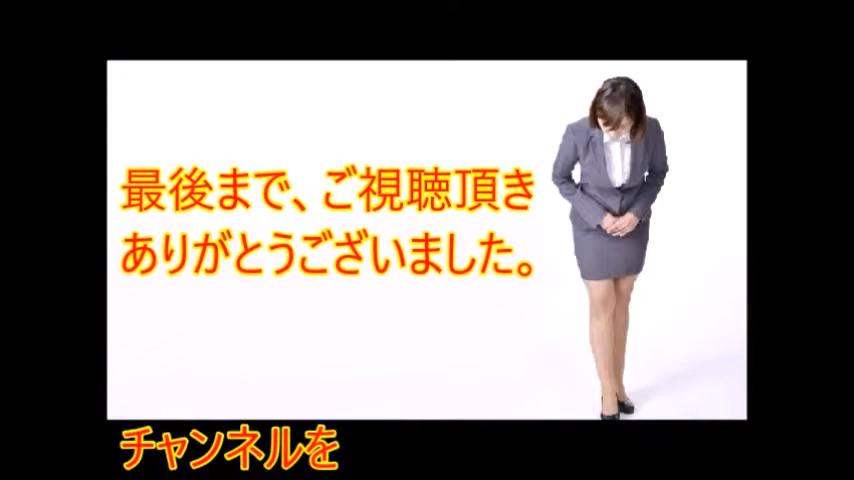 最後まで、ご視聴頂き
ありがとうございました。
チャンネルを